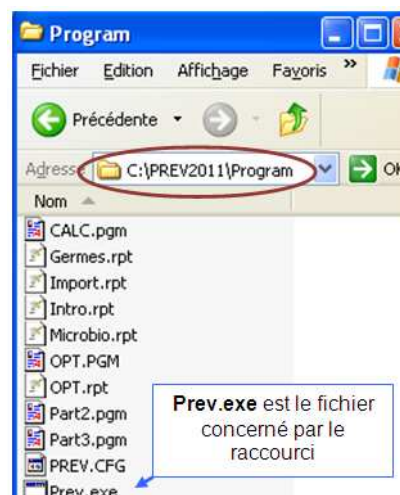 Program
Fichier Edition Affichage Favoris »
Précédente
Adresse C:\PREV2011\Program OK
Nom
CALC.pgm
Germes.rpt
Import.rpt
Intro.rpt
Microbio.rpt
OPT.PGM
OPT.rpt
Part2.pgm
Part3.pgm
PREV.CFG
Prev.exe
Prev.exe est le fichier
concerné par le
raccourci